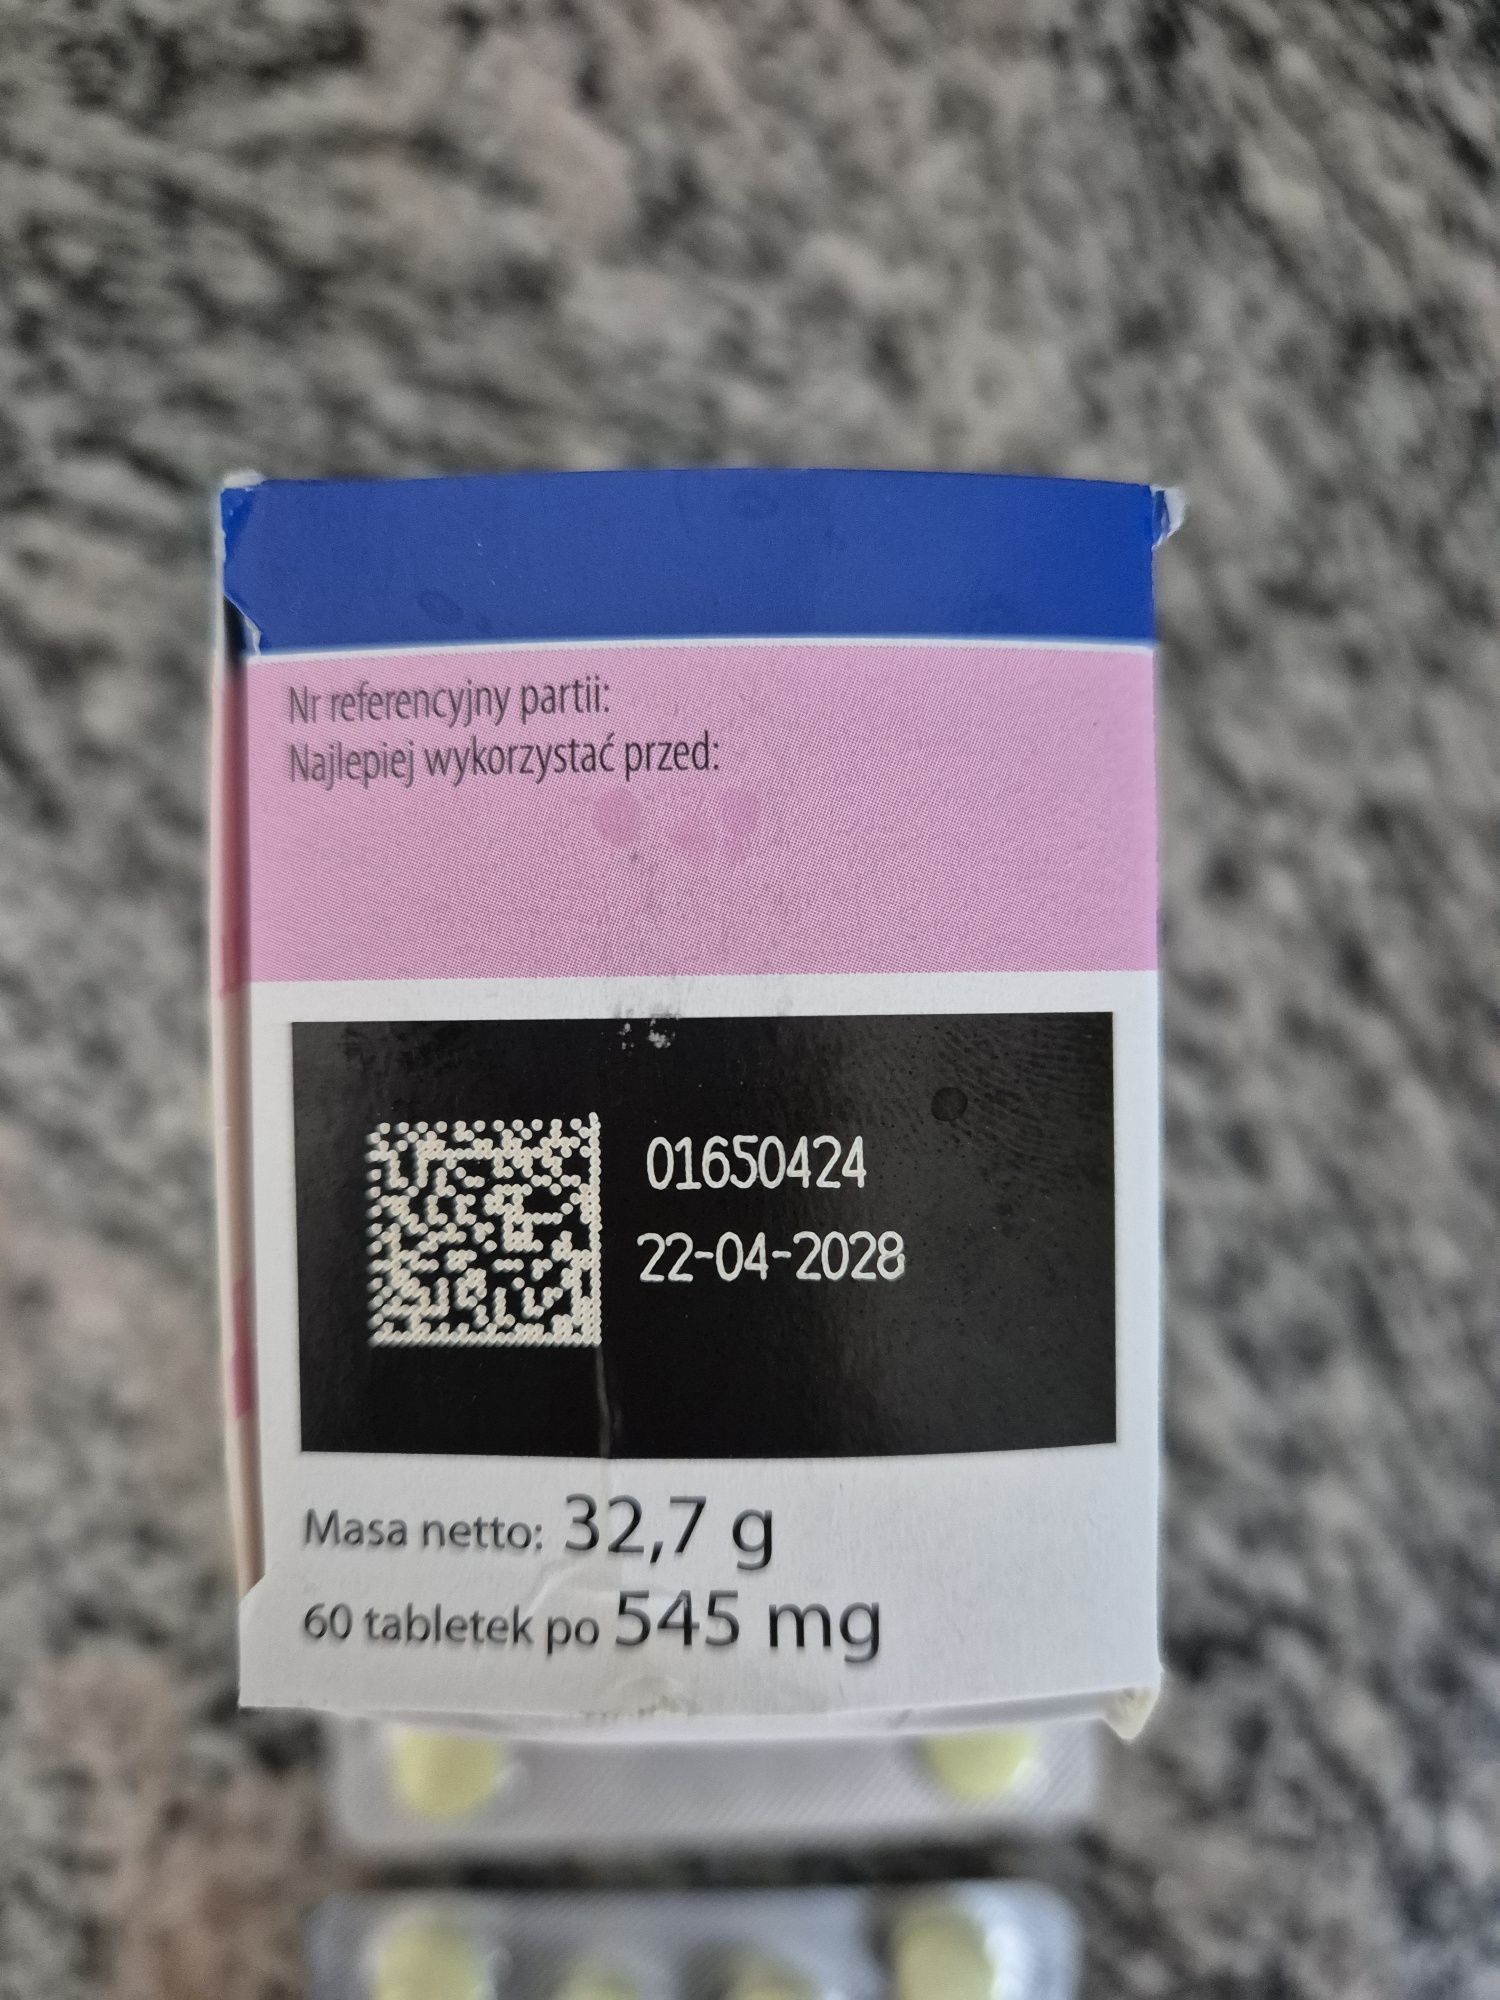 Nr referencyjny partii:
Najlepiej wykorzystać przed:
01650424
22-04-2028
Masa netto: 32,7 g
60 tabletek po 545 mg